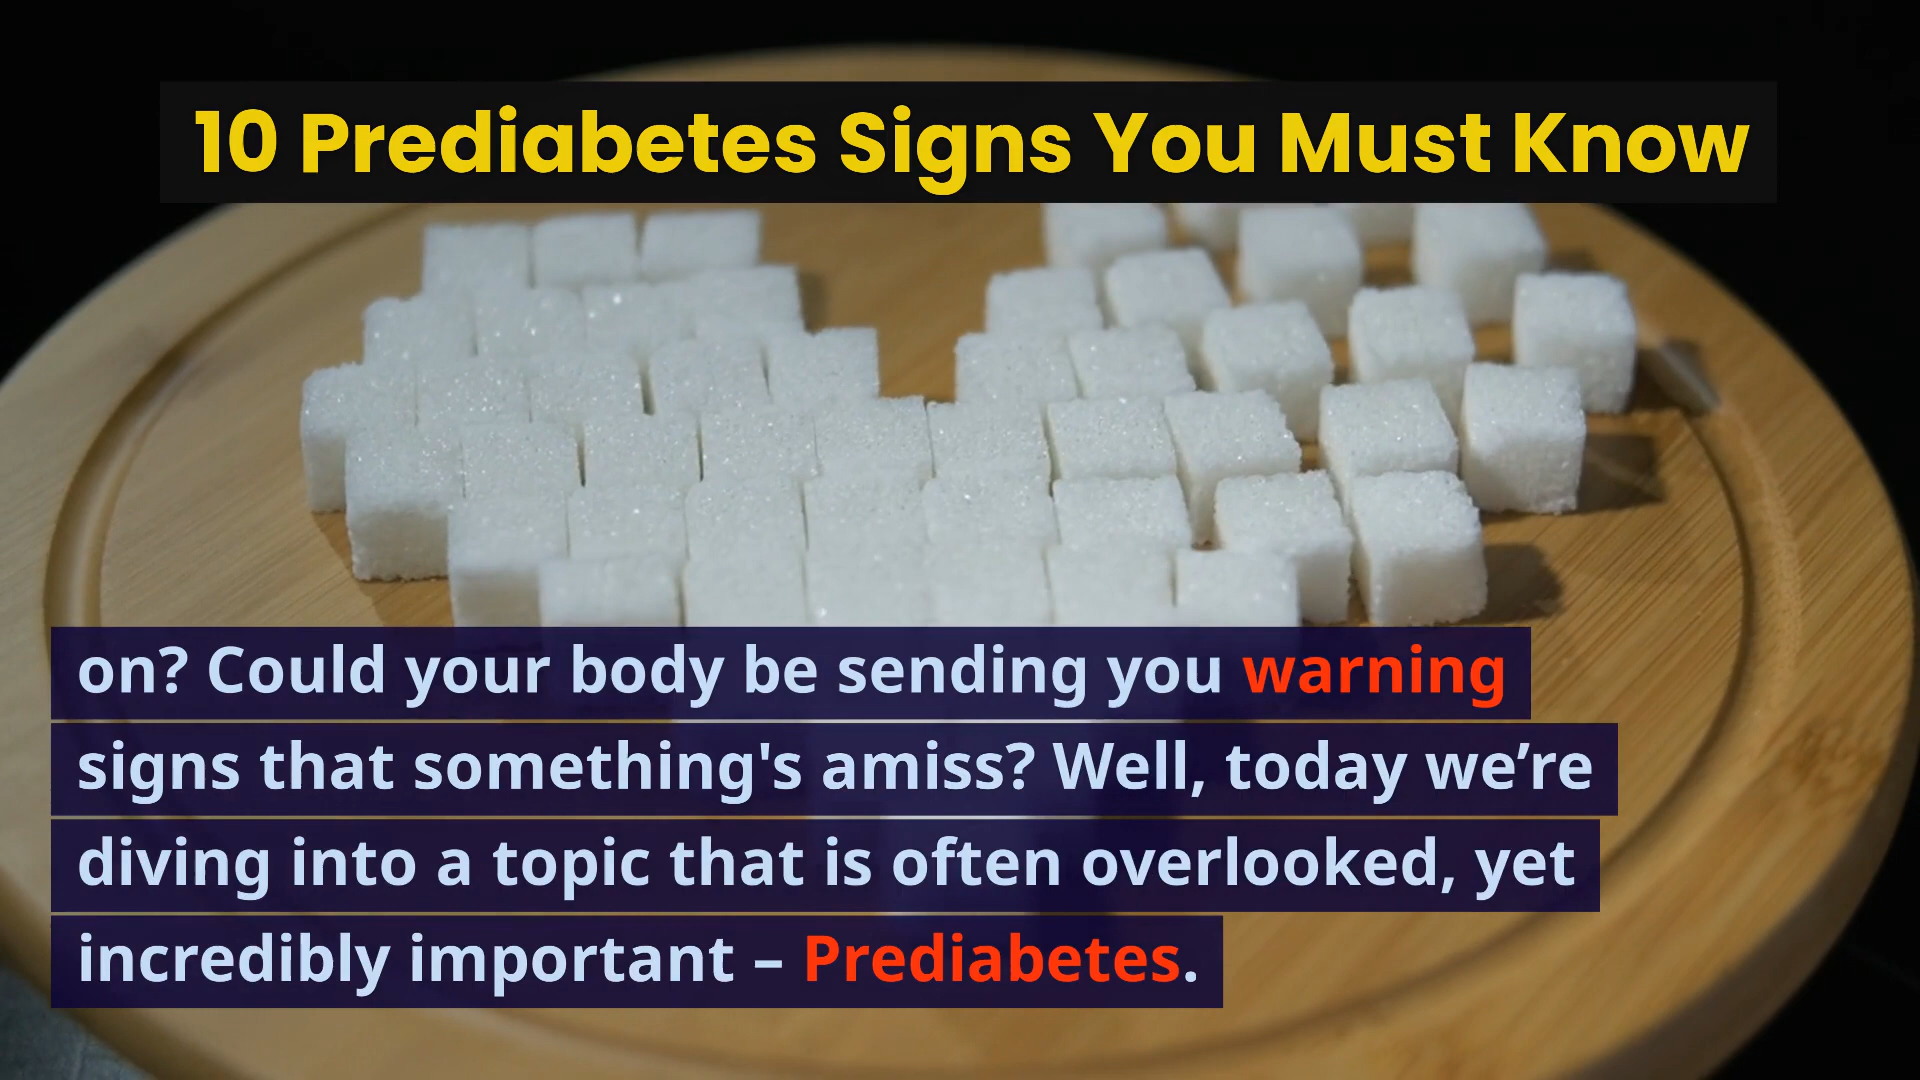 10 Prediabetes Signs You Must Know
on? Could your body be sending you warning
signs that something's amiss? Well, today we’re
diving into a topic that is often overlooked, yet
incredibly important – Prediabetes.